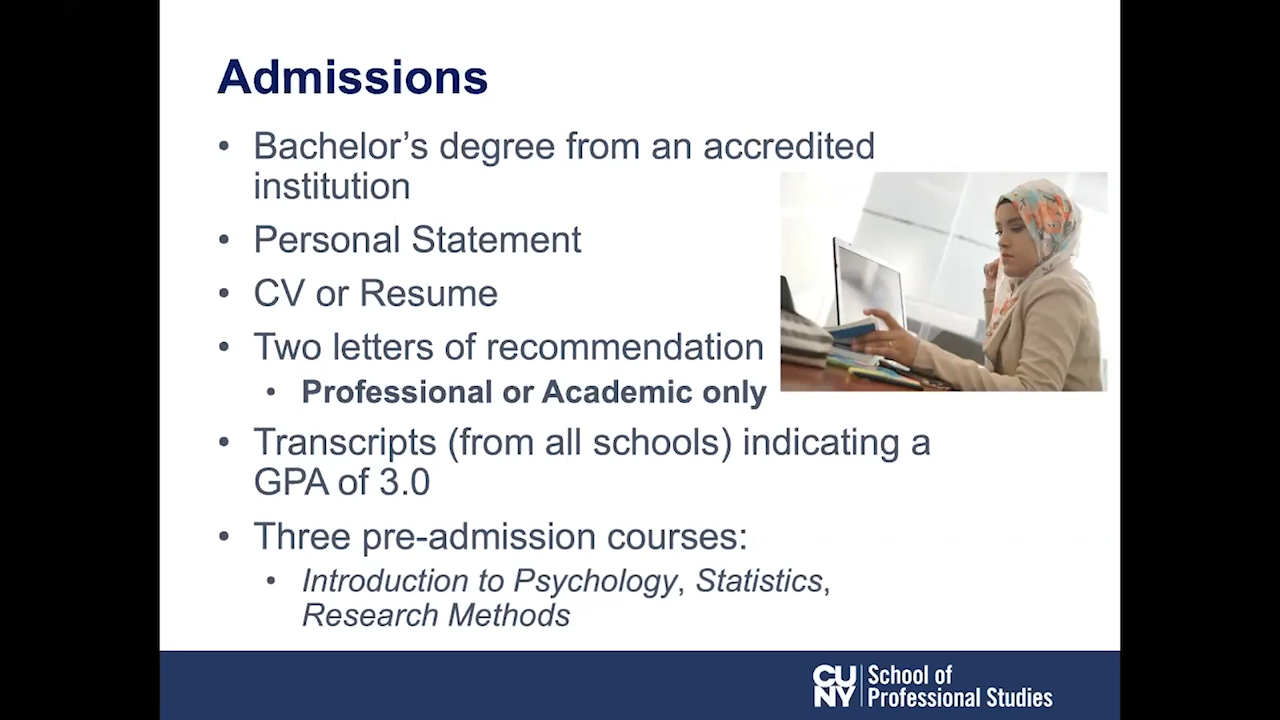 Admissions
• Bachelor’s degree from an accredited
institution
• Personal Statement
• CV or Resume
• Two letters of recommendation
• Professional or Academic only
• Transcripts (from all schools) indicating a
GPA of 3.0
• Three pre-admission courses:
• Introduction to Psychology, Statistics,
Research Methods
CU
NY
School of
Professional Studies